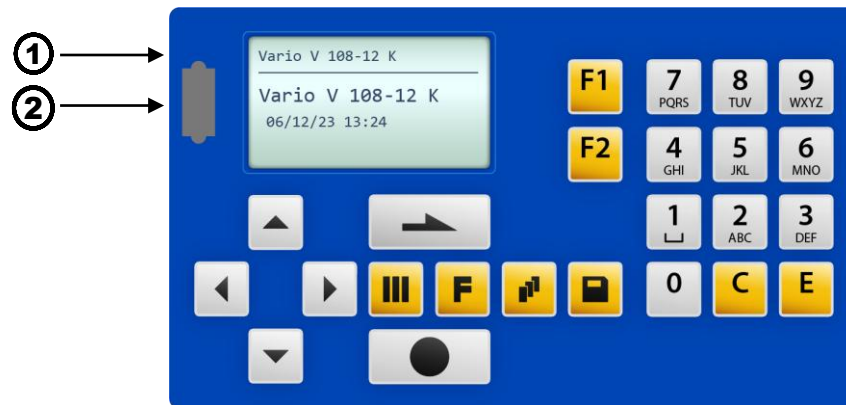 1
Vario V 108-12 K
2
Vario V 108-12 K
06/12/23 13:24
F1
7
PQRS
8
TUV
9
WXYZ
F2
4
GHI
5
JKL
6
MNO
1
2
ABC
3
DEF
F
0
C
E